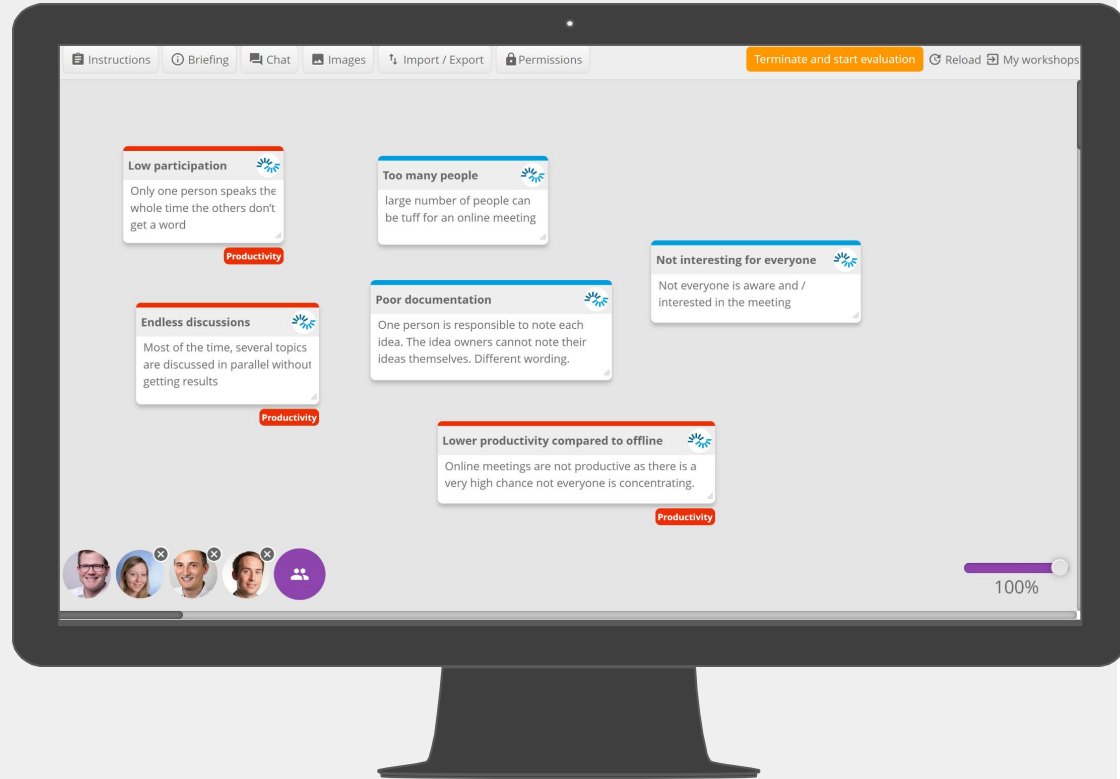 Instructions
Briefing
Chat
Images
Import / Export
Permissions
Terminate and start evaluation
Reload
My workshops
Low participation
Only one person speaks the
whole time the others don't
get a word
Productivity
Too many people
large number of people can
be tuff for an online meeting
Not interesting for everyone
Not everyone is aware and /
interested in the meeting
Endless discussions
Most of the time, several topics
are discussed in parallel without
getting results
Productivity
Poor documentation
One person is responsible to note each
idea. The idea owners cannot note their
ideas themselves. Different wording.
Lower productivity compared to offline
Online meetings are not productive as there is a
very high chance not everyone is concentrating.
Productivity
100%